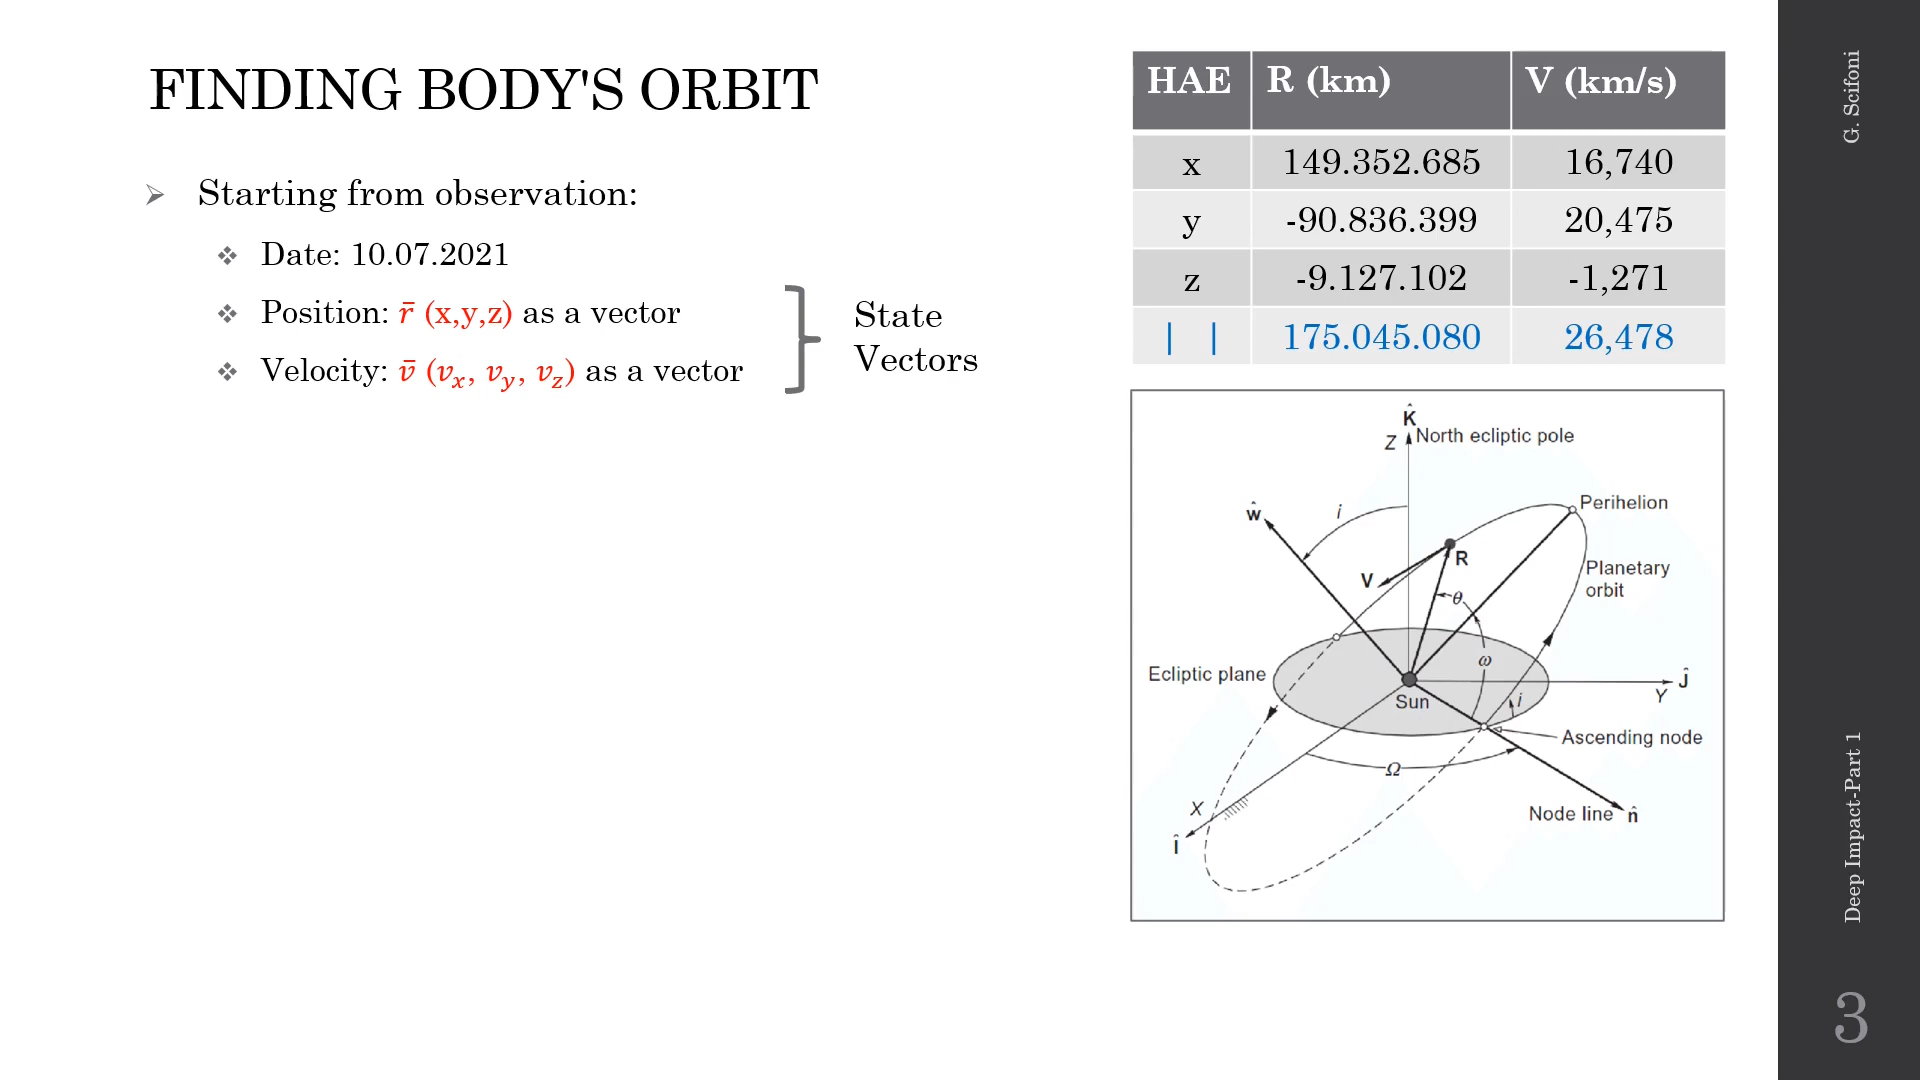 FINDING BODY'S ORBIT
Starting from observation:
Date: 10.07.2021
Position: r̄ (x,y,z) as a vector
Velocity: v̄ (vₓ, v_y, v_z) as a vector
State
Vectors
HAE R (km) V (km/s)
x 149.352.685 16,740
y -90.836.399 20,475
z -9.127.102 -1,271
| | 175.045.080 26,478
K̂
Z North ecliptic pole
ŵ
i
Perihelion
R
V
Planetary
orbit
θ
ω
Ecliptic plane
Sun
Ĵ
Y
i
Ascending node
Ω
X
Node line n̂
Î
G. Scifoni
Deep Impact-Part 1
3